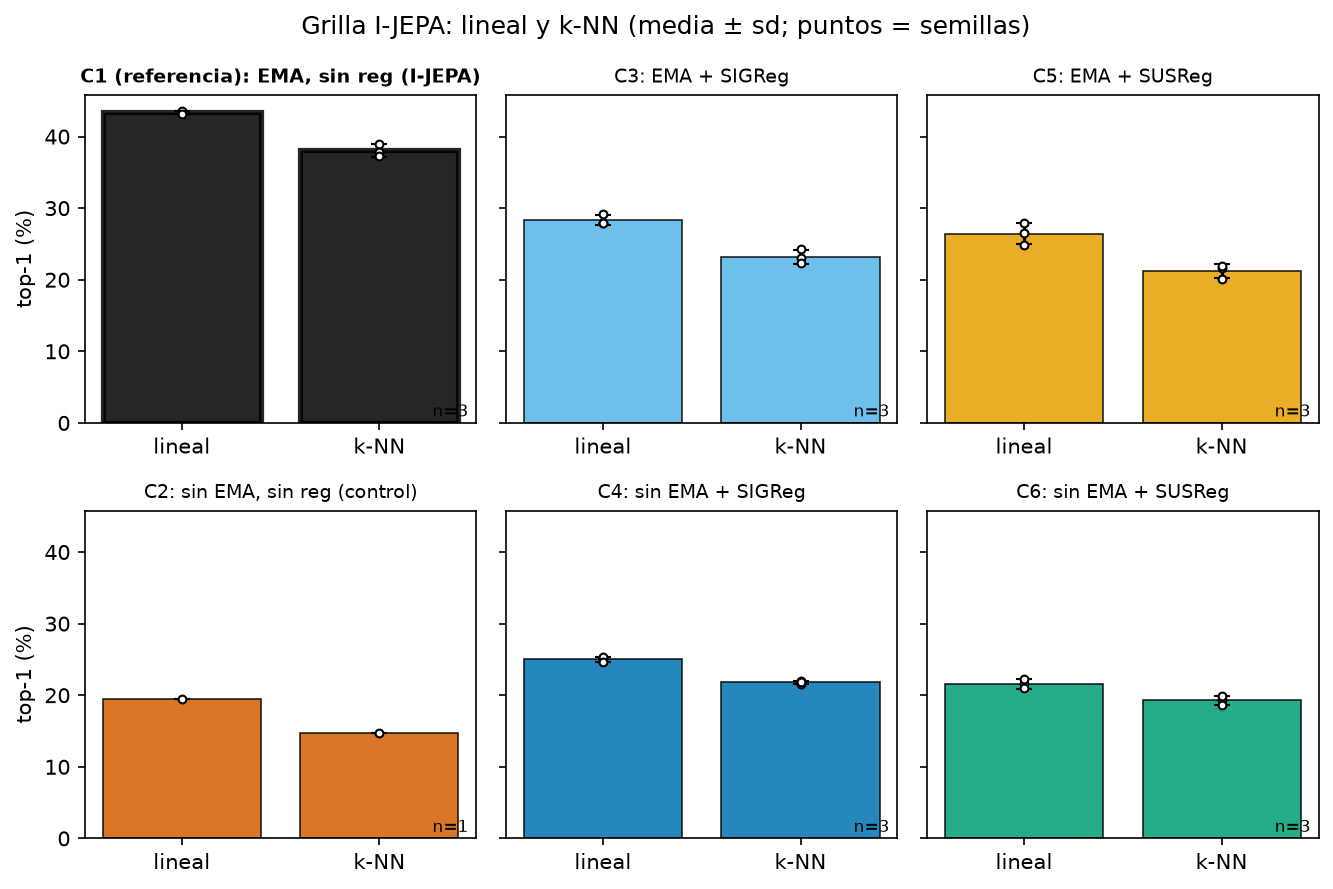 Grilla I-JEPA: lineal y k-NN (media ± sd; puntos = semillas)
C1 (referencia): EMA, sin reg (I-JEPA)
C3: EMA + SIGReg
C5: EMA + SUSReg
top-1 (%)
40
30
20
10
0
n=3
n=3
n=3
lineal
k-NN
lineal
k-NN
lineal
k-NN
C2: sin EMA, sin reg (control)
C4: sin EMA + SIGReg
C6: sin EMA + SUSReg
top-1 (%)
40
30
20
10
0
n=1
n=3
n=3
lineal
k-NN
lineal
k-NN
lineal
k-NN